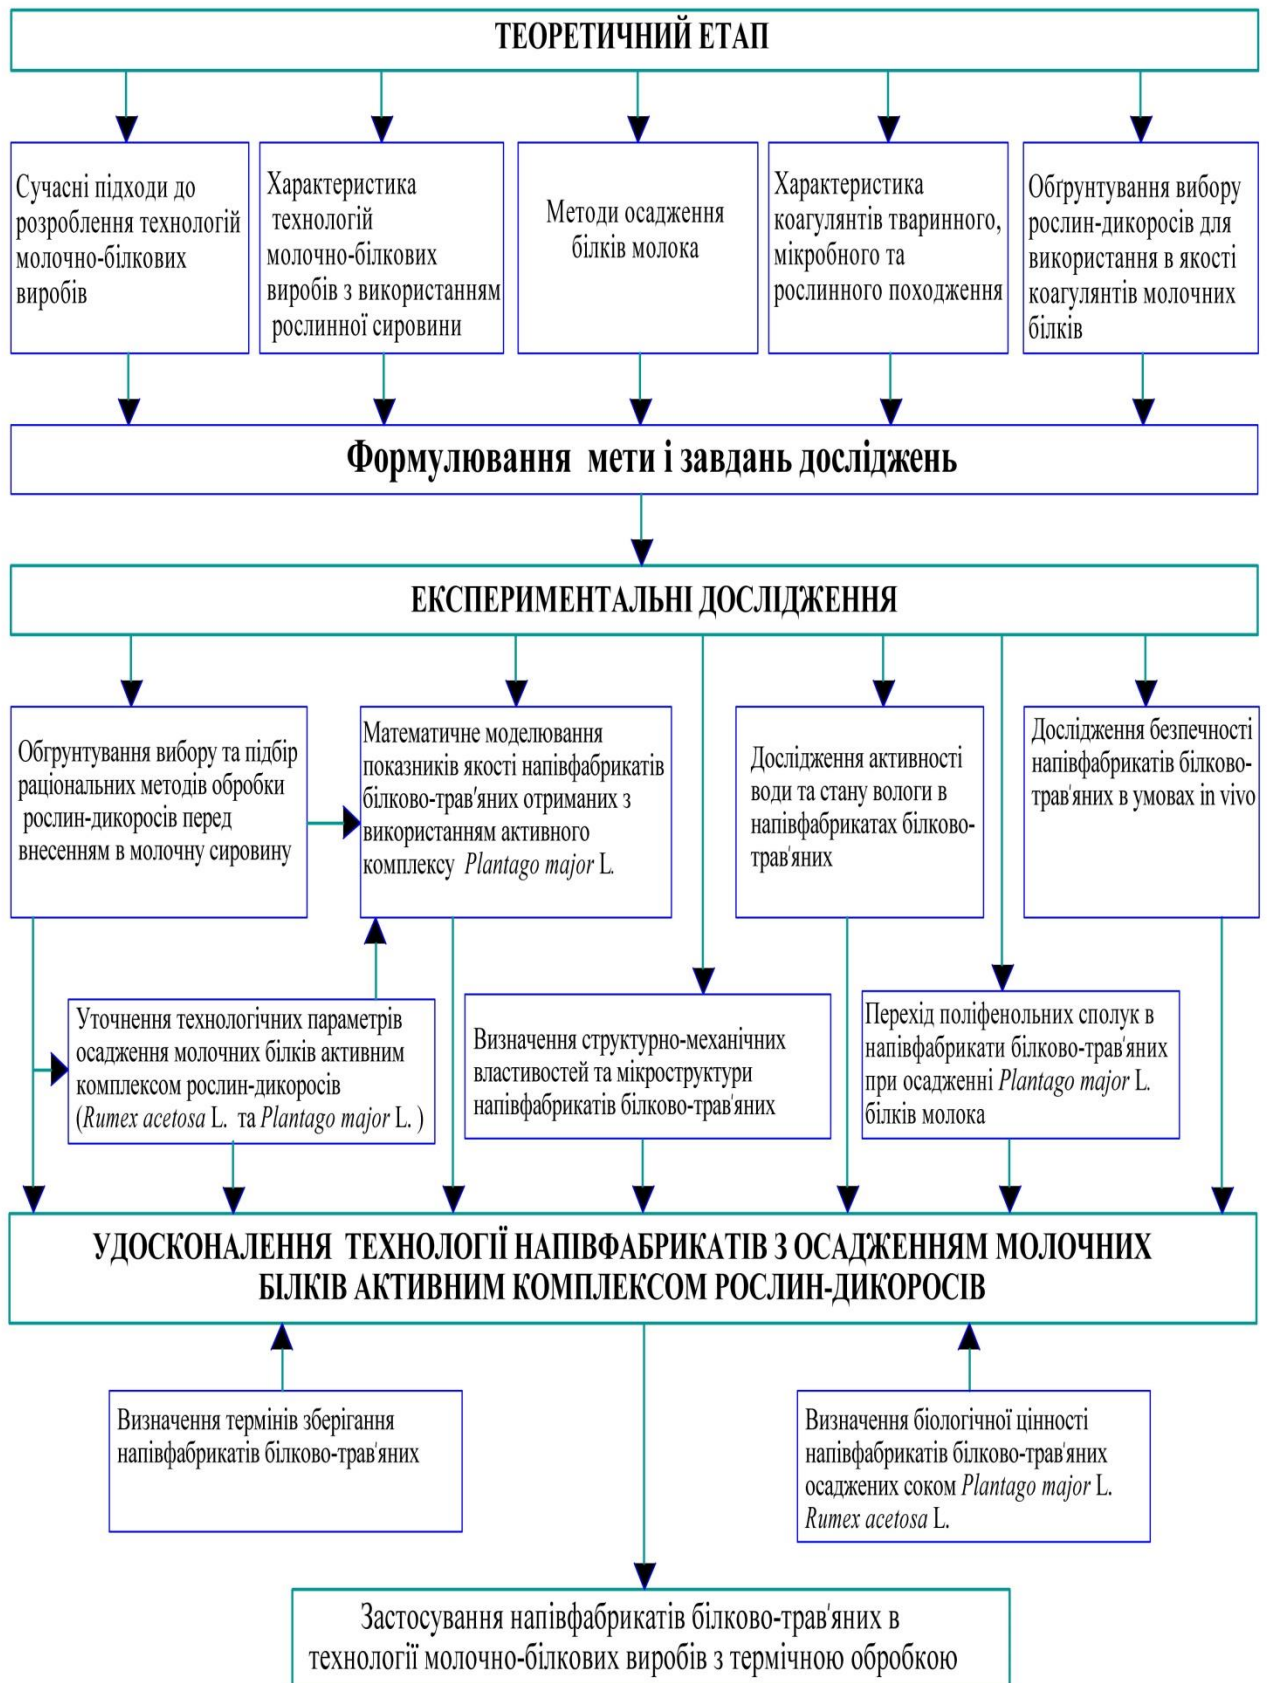 ТЕОРЕТИЧНИЙ ЕТАП
Сучасні підходи до
розроблення технологій
молочно-білкових
виробів
Характеристика
технологій
молочно-білкових
виробів з використанням
рослинної сировини
Методи осадження
білків молока
Характеристика
коагулянтів тваринного,
мікробного та
рослинного походження
Обґрунтування вибору
рослин-дикоросів для
використання в якості
коагулянтів молочних
білків
Формулювання мети і завдань досліджень
ЕКСПЕРИМЕНТАЛЬНІ ДОСЛІДЖЕННЯ
Обгрунтування вибору та підбір
раціональних методів обробки
рослин-дикоросів перед
внесенням в молочну сировину
Математичне моделювання
показників якості напівфабрикатів
білково-трав'яних отриманих з
використанням активного
комплексу Plantago major L.
Дослідження активності
води та стану вологи в
напівфабрикатах білково-
трав'яних
Дослідження безпечності
напівфабрикатів білково-
трав'яних в умовах in vivo
Уточнення технологічних параметрів
осадження молочних білків активним
комплексом рослин-дикоросів
(Rumex acetosa L. та Plantago major L. )
Визначення структурно-механічних
властивостей та мікроструктури
напівфабрикатів білково-трав'яних
Перехід поліфенольних сполук в
напівфабрикати білково-трав'яних
при осадженні Plantago major L.
білків молока
УДОСКОНАЛЕННЯ ТЕХНОЛОГІЇ НАПІВФАБРИКАТІВ З ОСАДЖЕННЯМ МОЛОЧНИХ
БІЛКІВ АКТИВНИМ КОМПЛЕКСОМ РОСЛИН-ДИКОРОСІВ
Визначення термінів зберігання
напівфабрикатів білково-трав'яних
Визначення біологічної цінності
напівфабрикатів білково-трав'яних
осаджених соком Plantago major L.
Rumex acetosa L.
Застосування напівфабрикатів білково-трав'яних в
технології молочно-білкових виробів з термічною обробкою